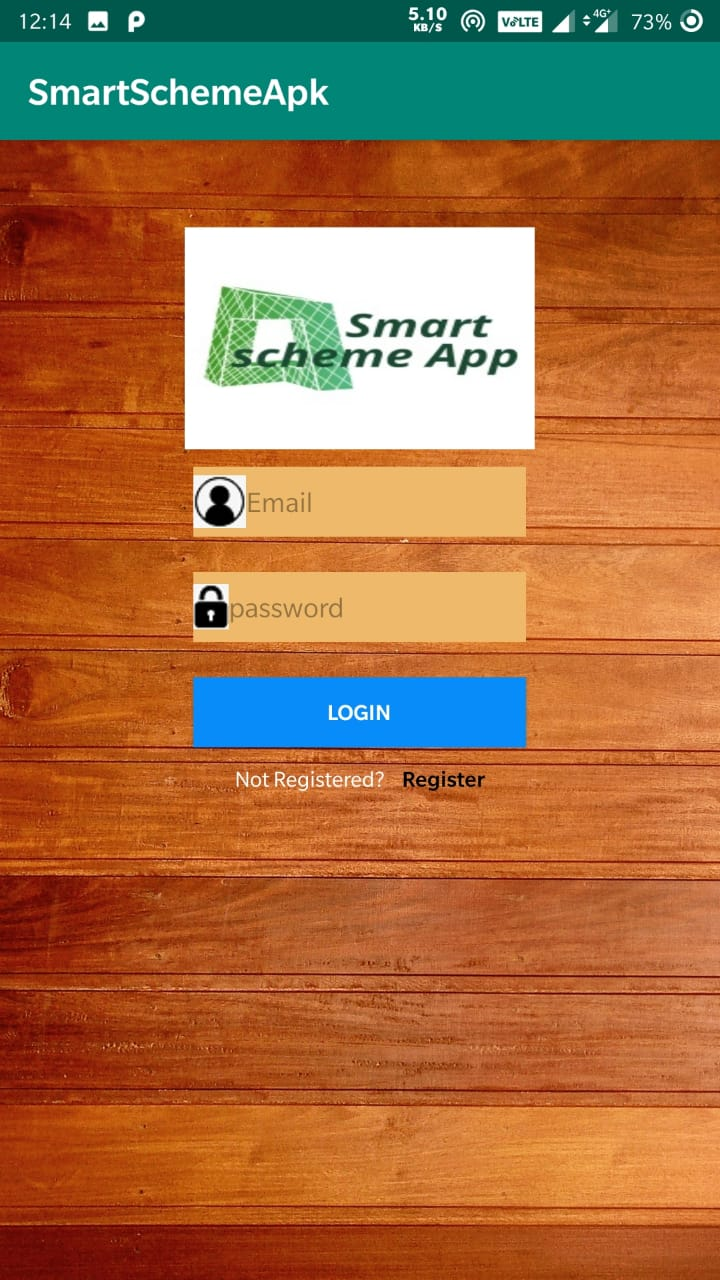 12:14 5.10 KB/S VoLTE 4G+ 73%
SmartSchemeApk
Smart
scheme App
Email
password
LOGIN
Not Registered? Register